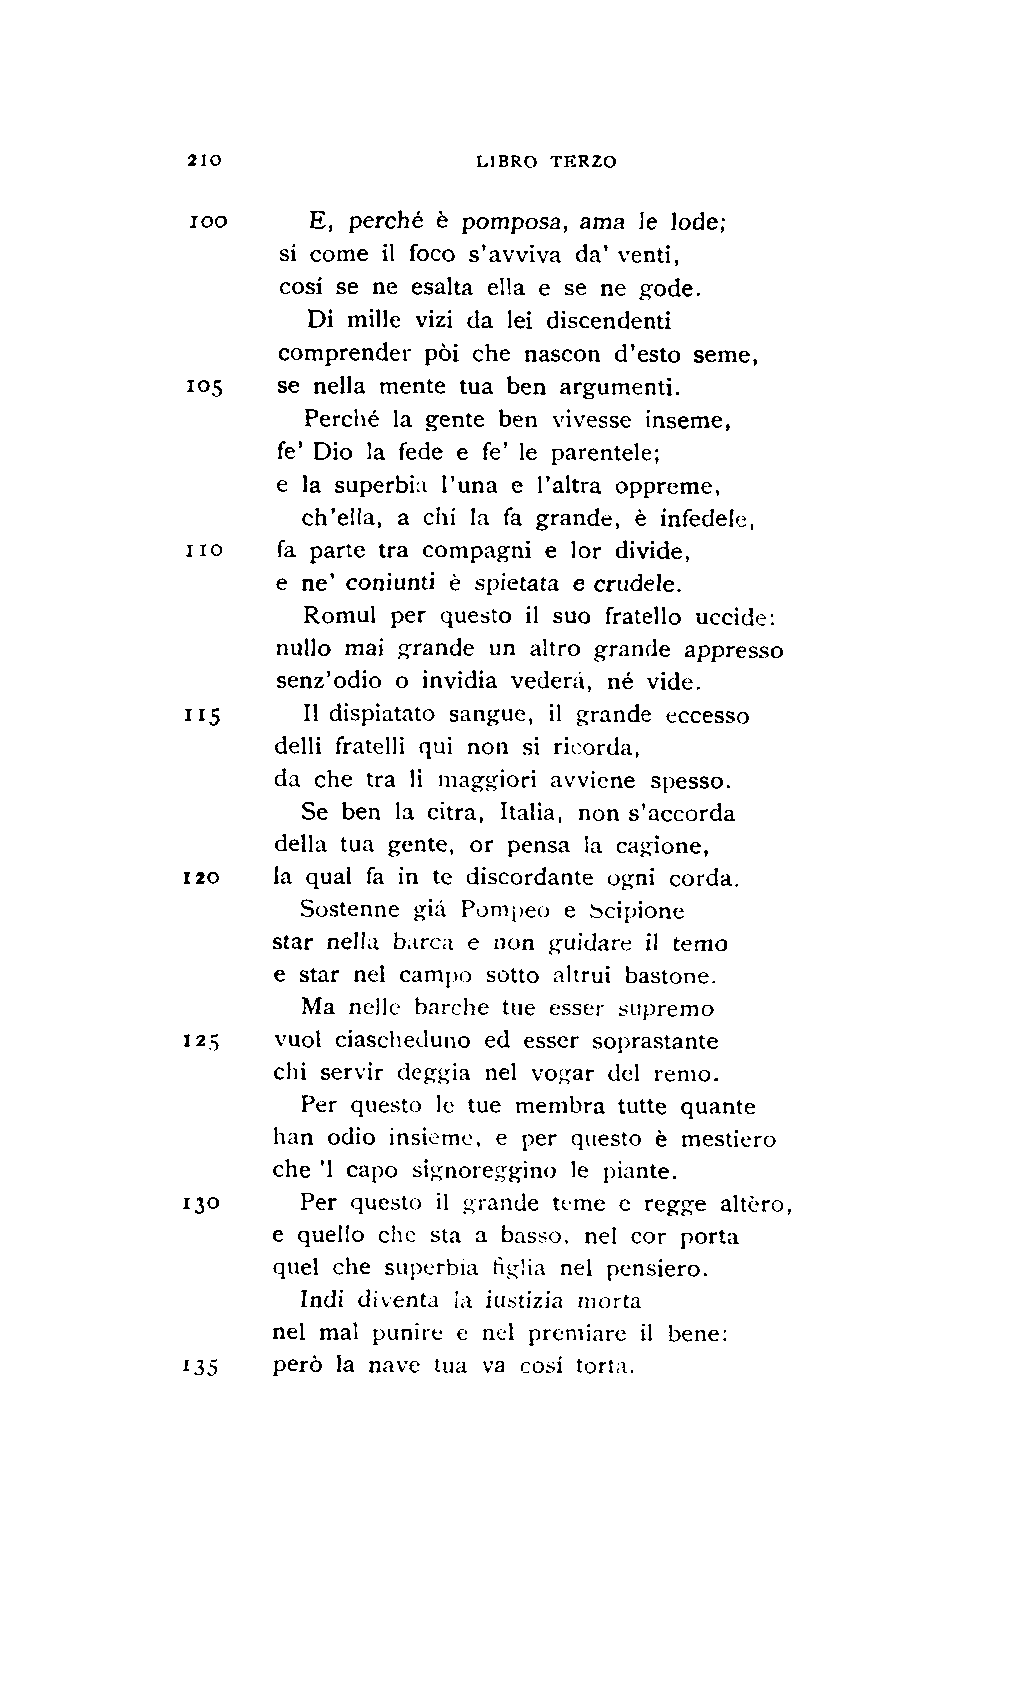 210 LIBRO TERZO
100 E, perché è pomposa, ama le lode;
sí come il foco s'avviva da' venti,
cosí se ne esalta ella e se ne gode.
Di mille vizi da lei discendenti
comprender pòi che nascon d'esto seme,
105 se nella mente tua ben argumenti.
Perché la gente ben vivesse inseme,
fe' Dio la fede e fe' le parentele;
e la superbia l'una e l'altra oppreme,
ch'ella, a chi la fa grande, è infedele,
110 fa parte tra compagni e lor divide,
e ne' coniunti è spietata e crudele.
Romul per questo il suo fratello uccide:
nullo mai grande un altro grande appresso
senz'odio o invidia vederá, né vide.
115 Il dispiatato sangue, il grande eccesso
delli fratelli qui non si ricorda,
da che tra li maggiori avviene spesso.
Se ben la citra, Italia, non s'accorda
della tua gente, or pensa la cagione,
120 la qual fa in te discordante ogni corda.
Sostenne giá Pompeo e Scipione
star nella barca e non guidare il temo
e star nel campo sotto altrui bastone.
Ma nelle barche tue esser supremo
125 vuol ciascheduno ed esser soprastante
chi servir deggia nel vogar del remo.
Per questo le tue membra tutte quante
han odio insieme, e per questo è mestiero
che 'l capo signoreggino le piante.
130 Per questo il grande teme e regge altèro,
e quello che sta a basso, nel cor porta
quel che superbia figlia nel pensiero.
Indi diventa la iustizia morta
nel mal punire e nel premiare il bene:
135 però la nave tua va cosí torta.